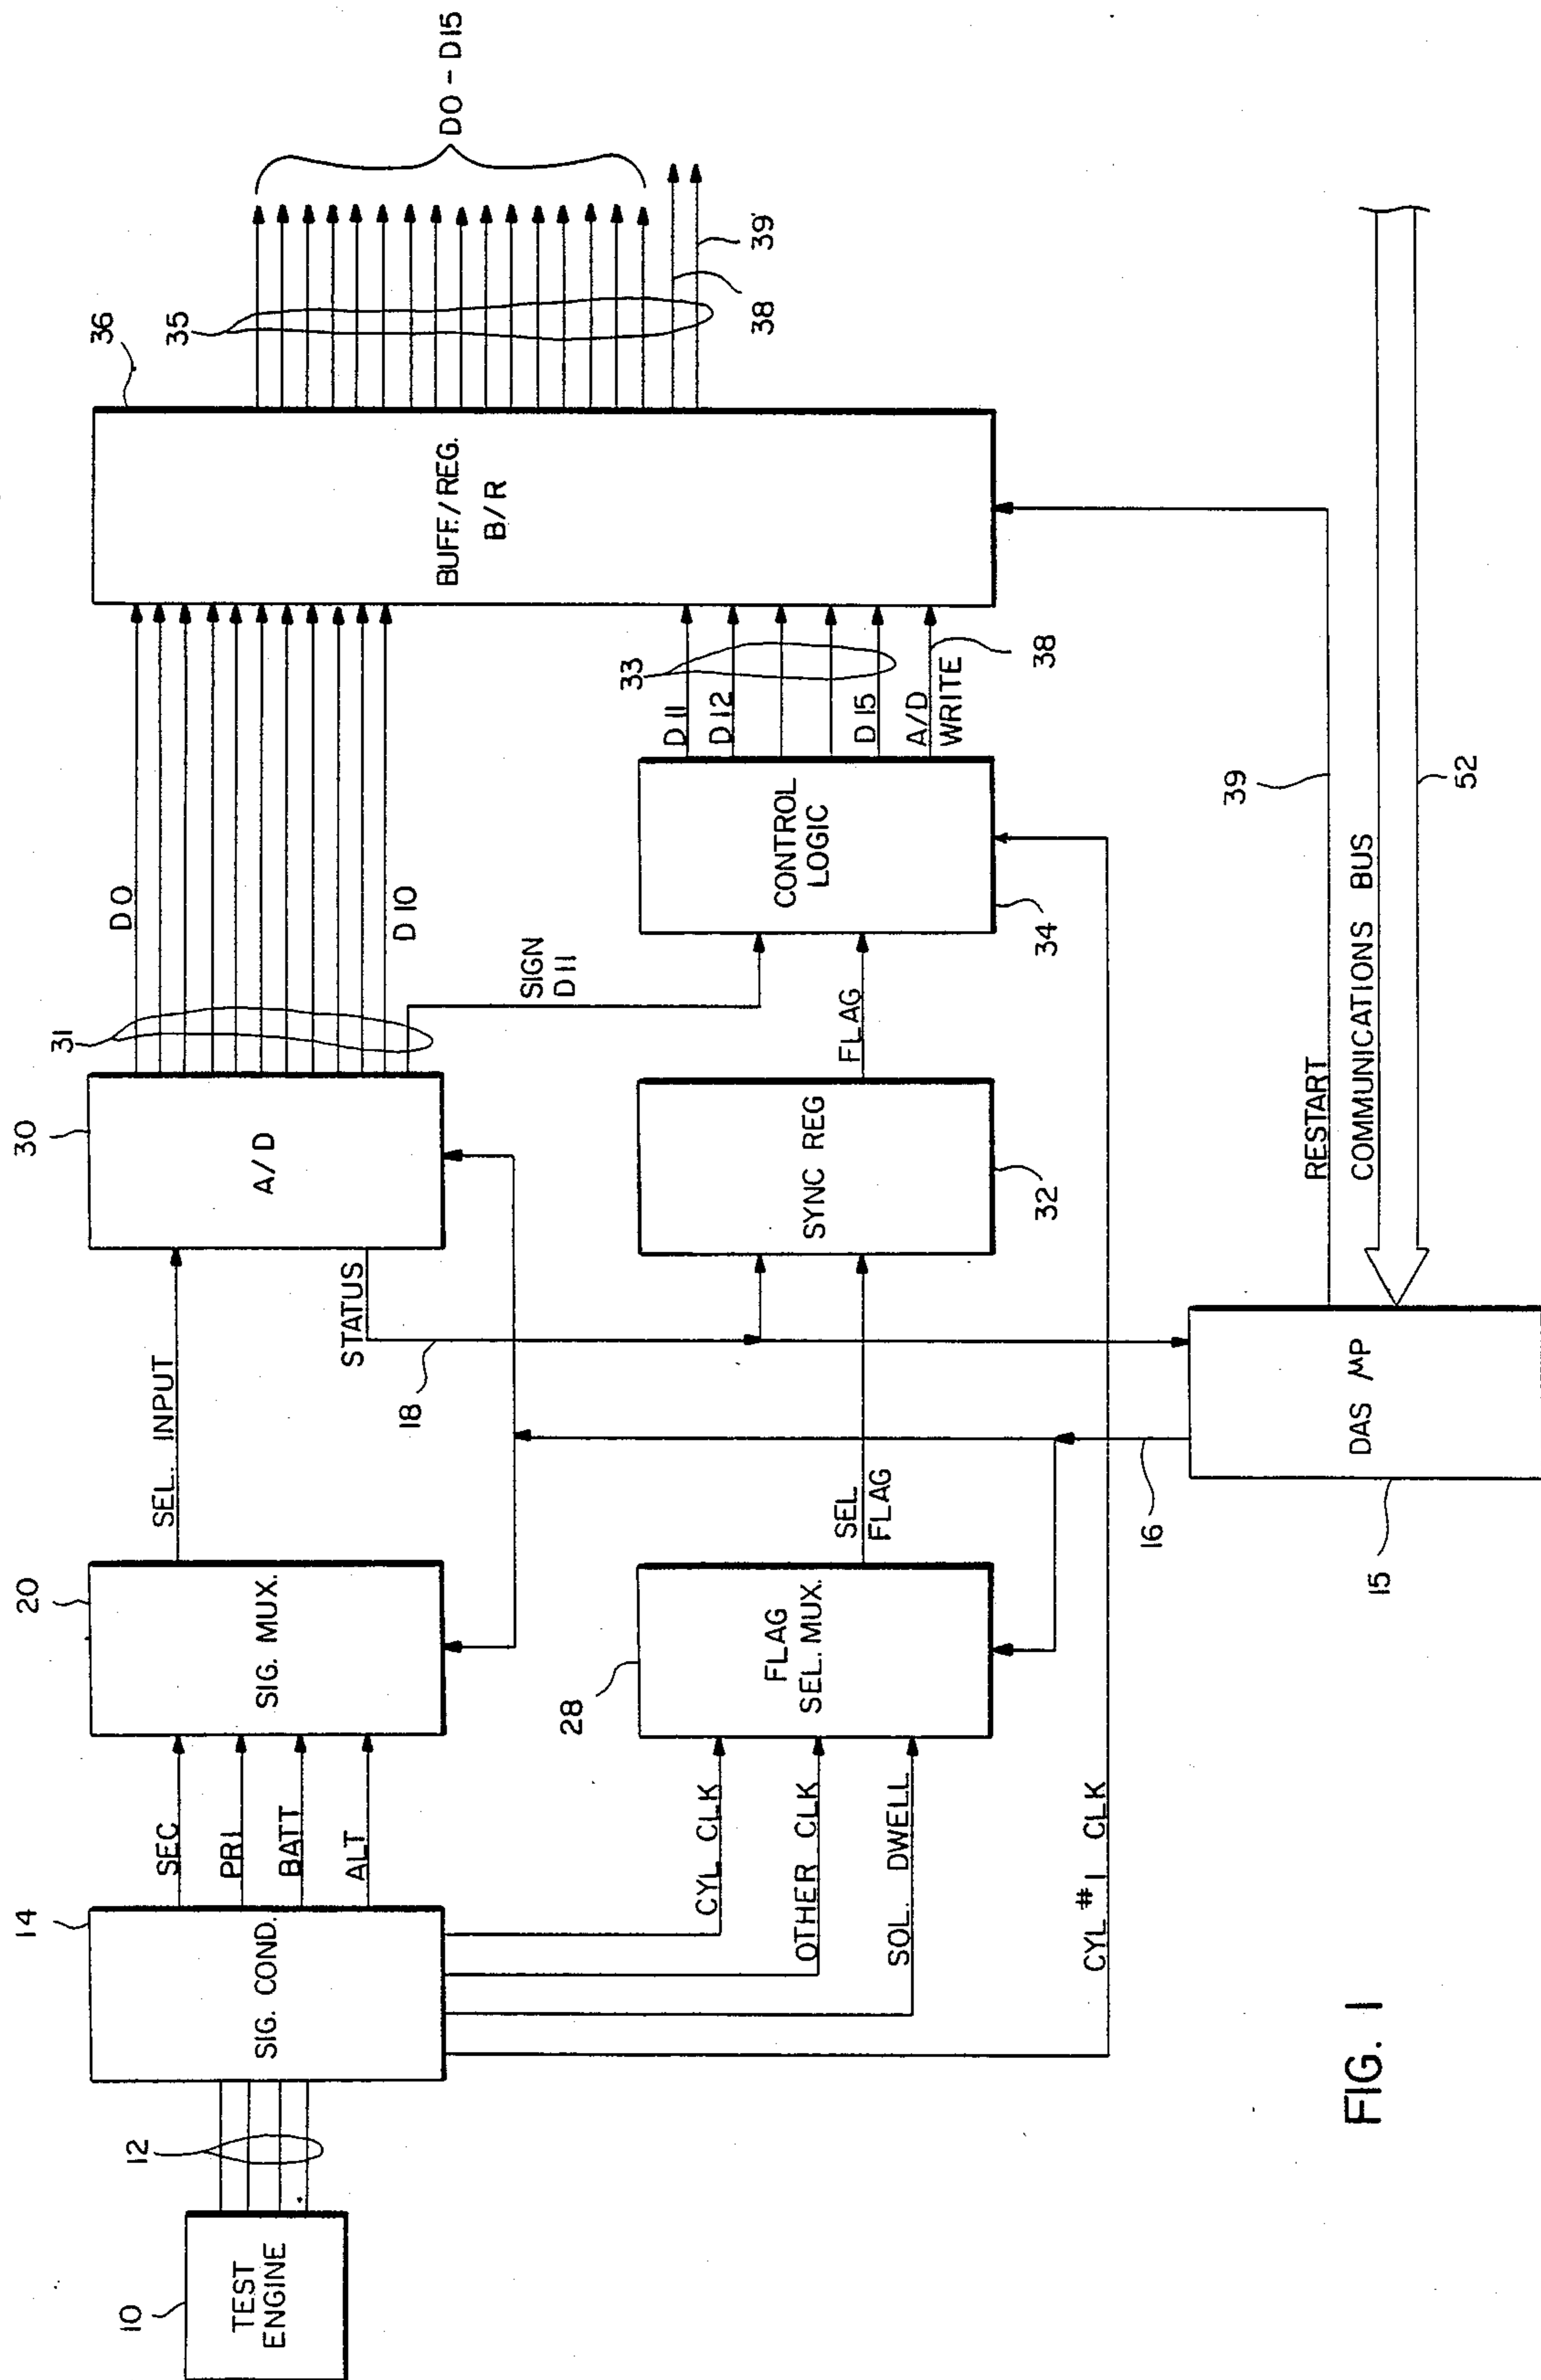 10
TEST
ENGINE
12
14
SIG. COND.
SEC
PRI
BATT
ALT
CYL CLK
OTHER CLK
SOL. DWELL
CYL #1 CLK
20
SIG. MUX.
28
FLAG
SEL. MUX.
SEL. INPUT
SEL
FLAG
STATUS
18
16
15
DAS μP
30
A/D
31
D0
D10
SIGN
D11
SYNC REG
32
FLAG
CONTROL
LOGIC
34
33
D11
D12
D15
A/D
WRITE
38
36
BUFF./REG.
B/R
35
D0 - D15
38
39'
39
RESTART
COMMUNICATIONS BUS
52
FIG. 1